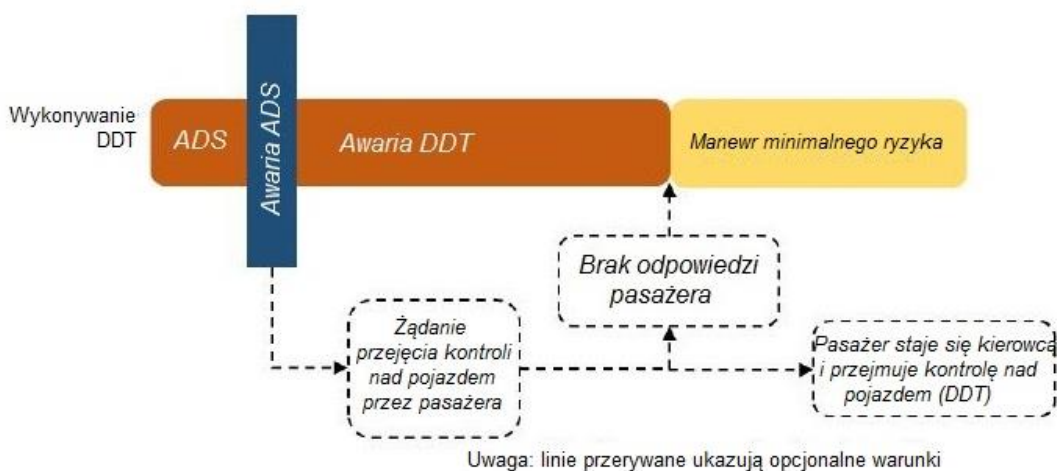 Wykonywanie
DDT
ADS
Awaria ADS
Awaria DDT
Manewr minimalnego ryzyka
Brak odpowiedzi
pasażera
Żądanie
przejęcia kontroli
nad pojazdem
przez pasażera
Pasażer staje się kierowcą
i przejmuje kontrolę nad
pojazdem (DDT)
Uwaga: linie przerywane ukazują opcjonalne warunki